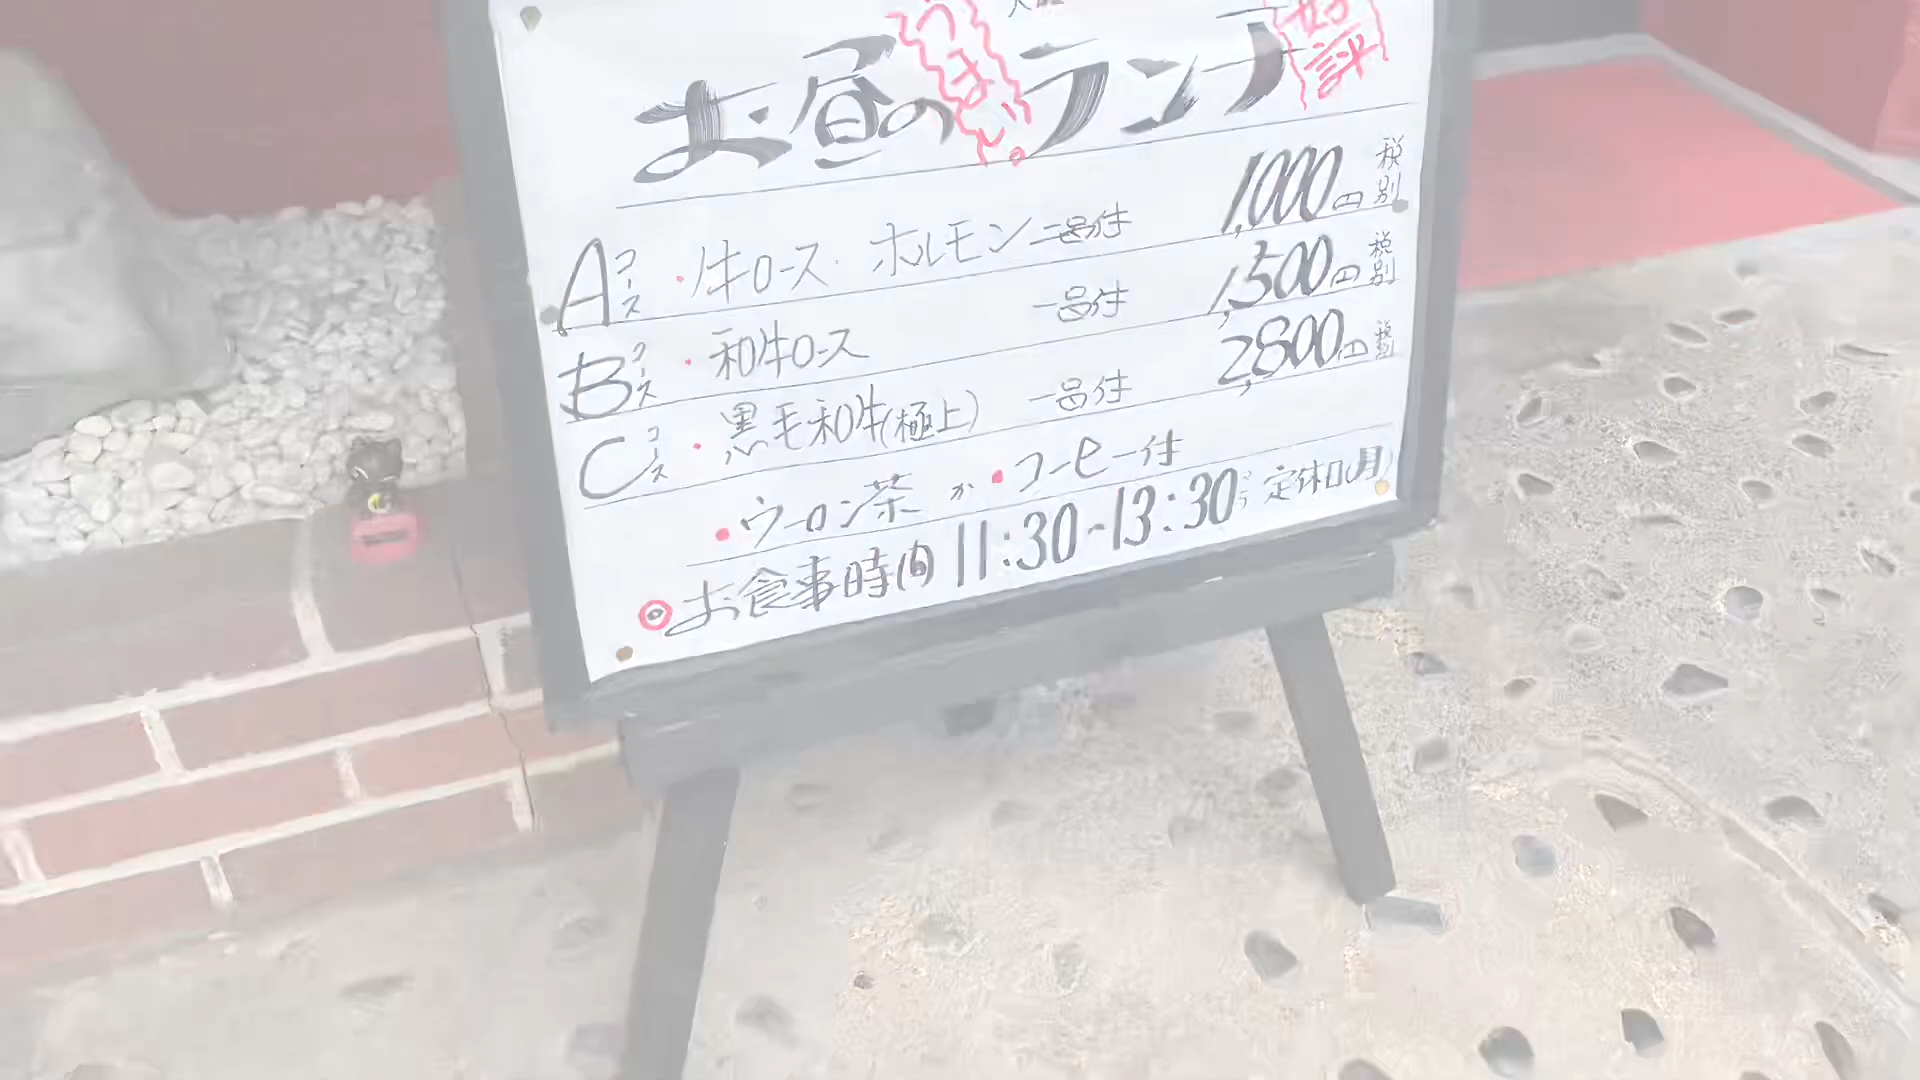 お昼のランチ
うまい。
好評
Aコース ・牛ロース ホルモン 二品付 1,000円 税別
Bコース ・和牛ロース 一品付 1,500円 税別
Cコース ・黒毛和牛(極上) 一品付 2,800円 税別
・ウーロン茶 か ・コーヒー付
◎お食事時間 11:30~13:30 定休日(月)